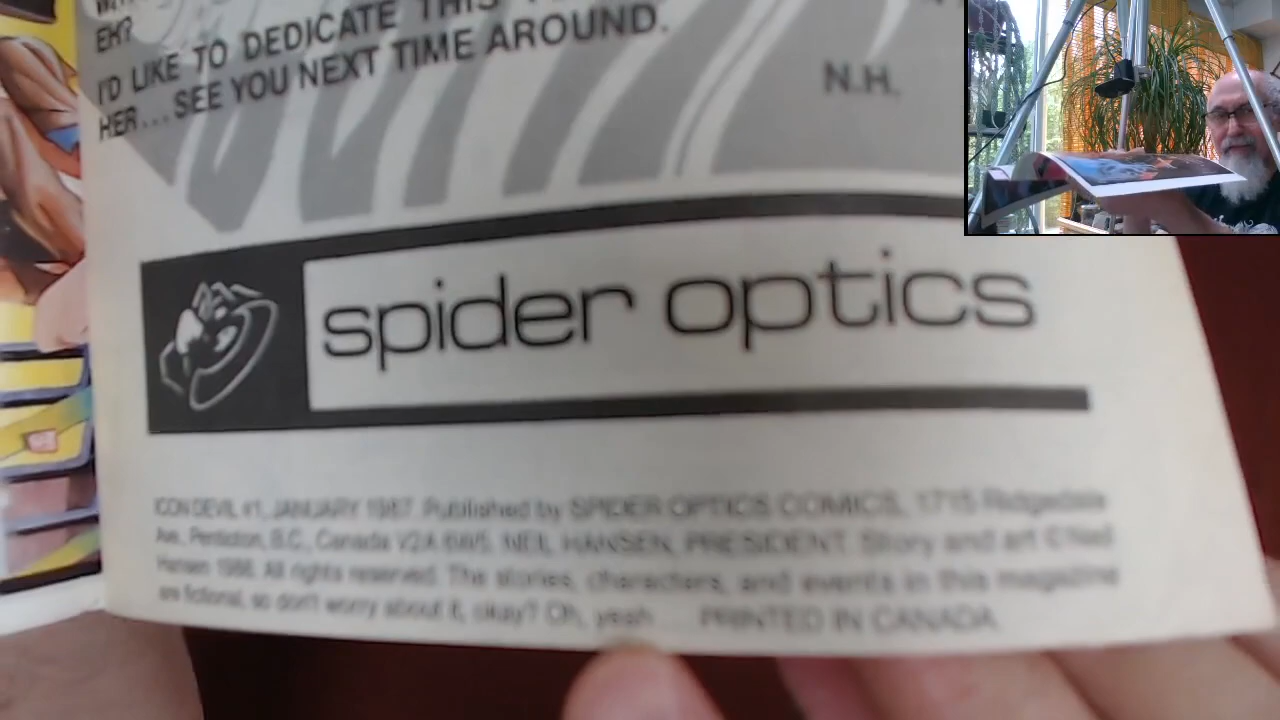 EH?
I'D LIKE TO DEDICATE THIS
HER... SEE YOU NEXT TIME AROUND.
N.H.
spider optics
ICON DEVIL #1, JANUARY 1987. Published by SPIDER OPTICS COMICS, 1715 Ridgedale
Ave., Penticton, B.C., Canada V2A 6W5. NEIL HANSEN, PRESIDENT. Story and art ©Neil
Hansen 1986. All rights reserved. The stories, characters, and events in this magazine
are fictional, so don't worry about it, okay? Oh, yeah... PRINTED IN CANADA